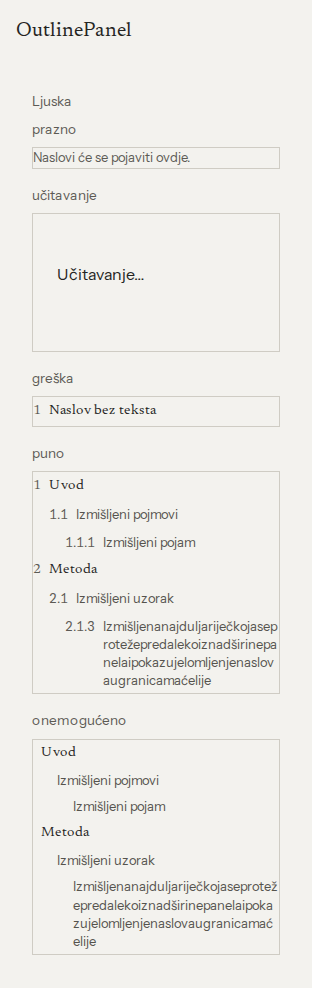 OutlinePanel
Ljuska
prazno
Naslovi će se pojaviti ovdje.
učitavanje
Učitavanje…
greška
1 Naslov bez teksta
puno
1 Uvod
1.1 Izmišljeni pojmovi
1.1.1 Izmišljeni pojam
2 Metoda
2.1 Izmišljeni uzorak
2.1.3 Izmišljenanajduljariječkojasep
rotežepredalekoiznadširinepa
nelaipokazujelomljenjenaslov
augranicamaćelije
onemogućeno
Uvod
Izmišljeni pojmovi
Izmišljeni pojam
Metoda
Izmišljeni uzorak
Izmišljenanajduljariječkojaseprotež
epredalekoiznadširinepanelaipoka
zujelomljenjenaslovaugranicamać
elije